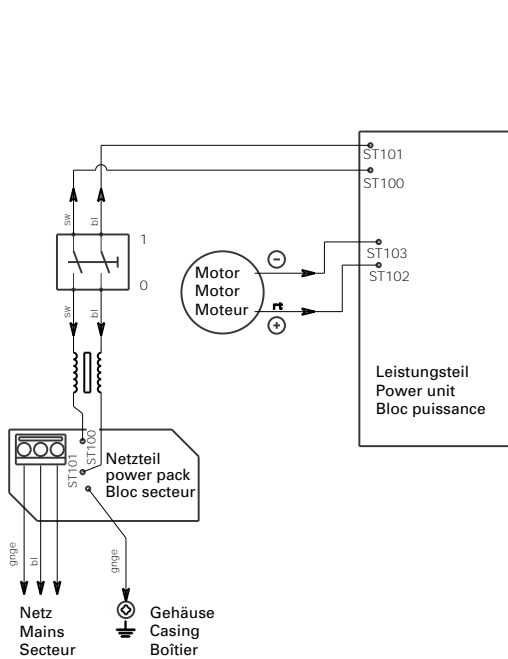 ST101
ST100
sw
bl
1
0
sw
bl
ST103
ST102
Motor
Motor
Moteur
−
rt
+
Leistungsteil
Power unit
Bloc puissance
ST100
ST101
Netzteil
power pack
Bloc secteur
gnge
bl
gnge
Netz
Mains
Secteur
Gehäuse
Casing
Boîtier